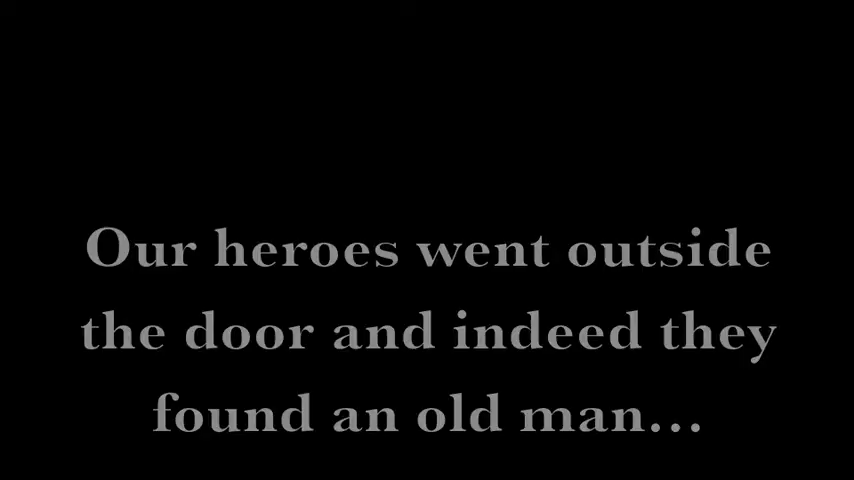 Our heroes went outside
the door and indeed they
found an old man...